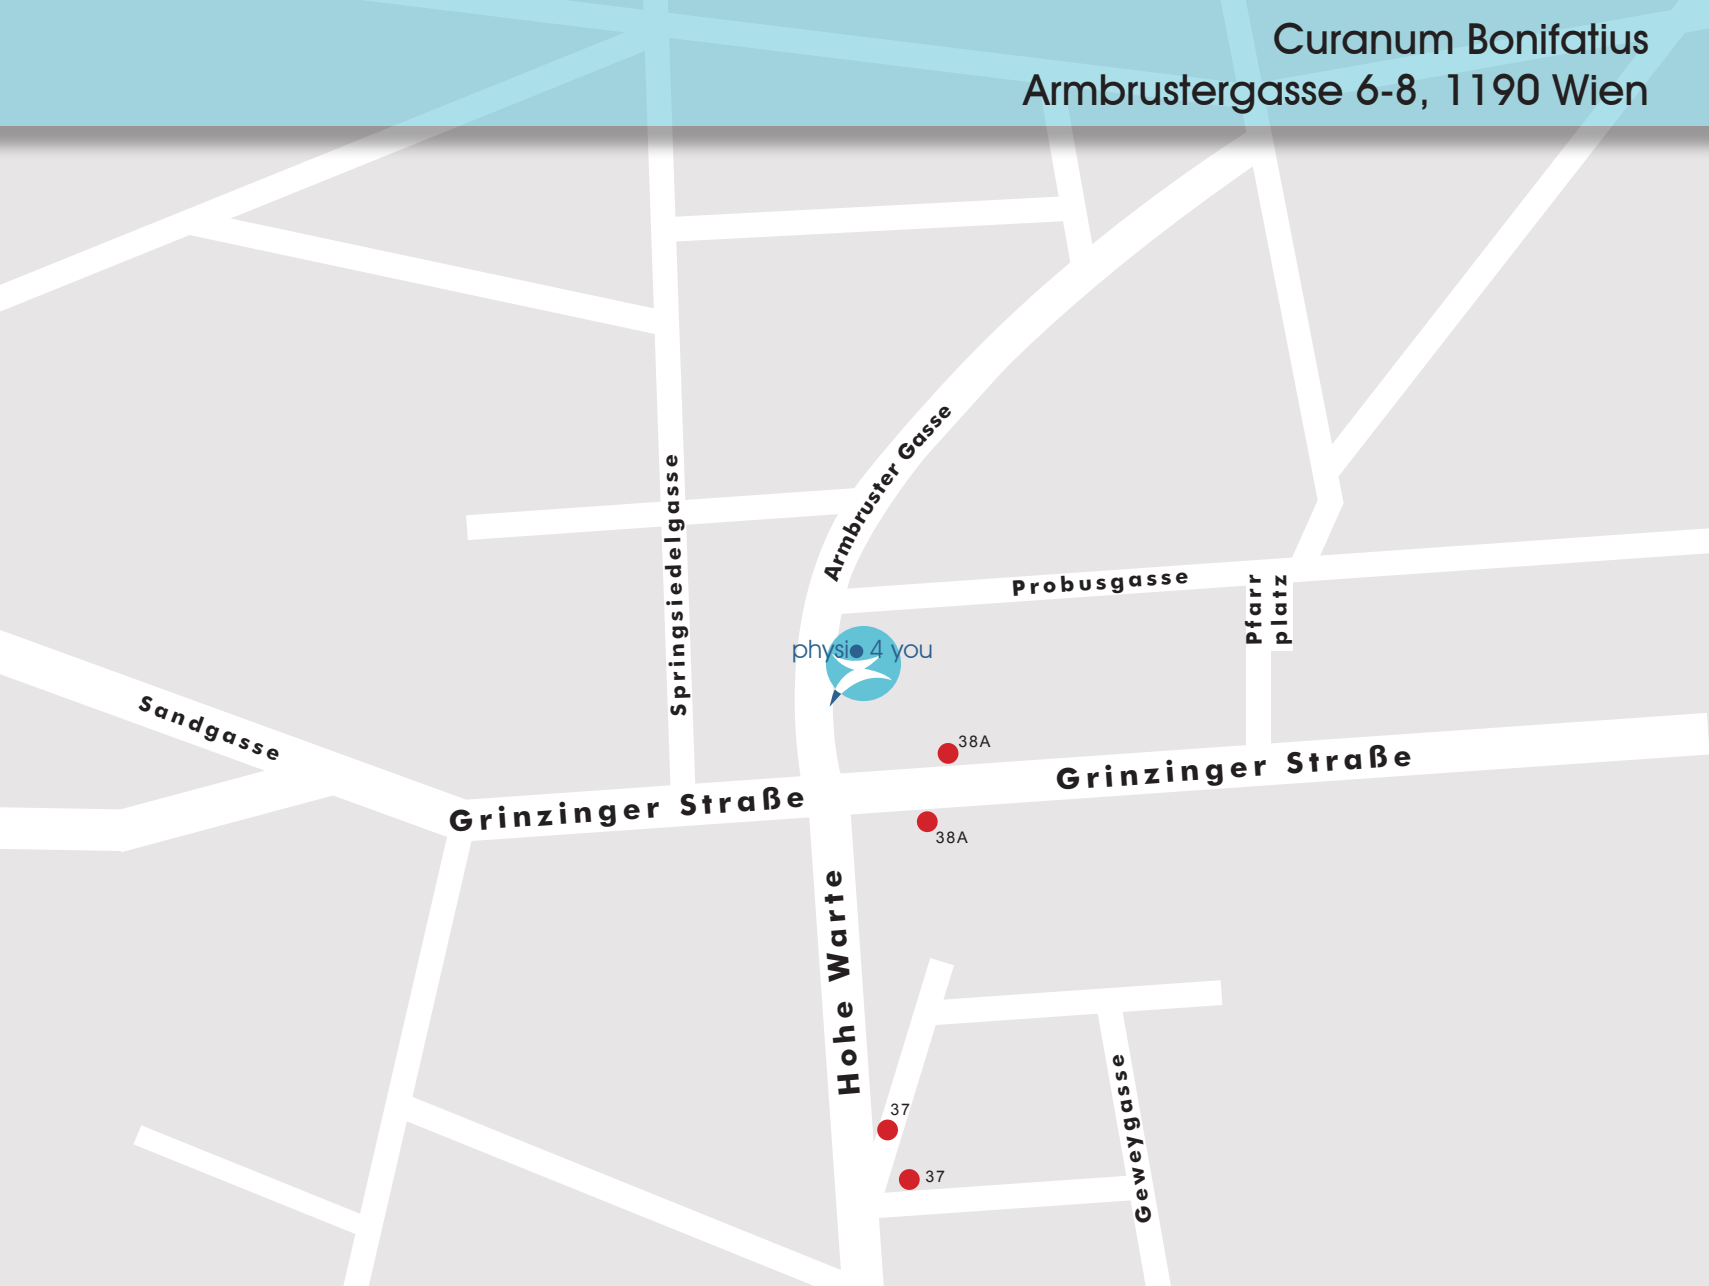 Curanum Bonifatius
Armbrustergasse 6-8, 1190 Wien
Armbruster Gasse
Springsiedelgasse
Probusgasse
Pfarr
platz
physio 4 you
Sandgasse
38A
Grinzinger Straße
Grinzinger Straße
38A
Hohe Warte
Geweygasse
37
37